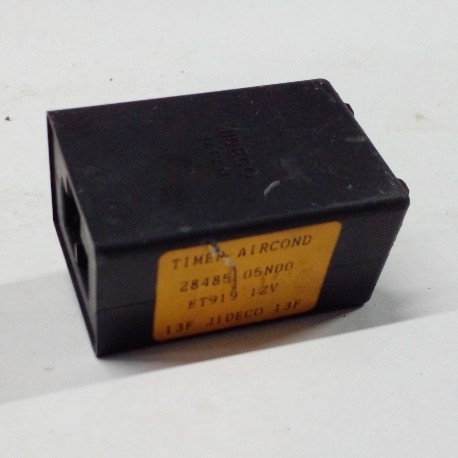 TIMER AIRCOND
28485 05N00
ET919 12V
13F JIDECO 13F